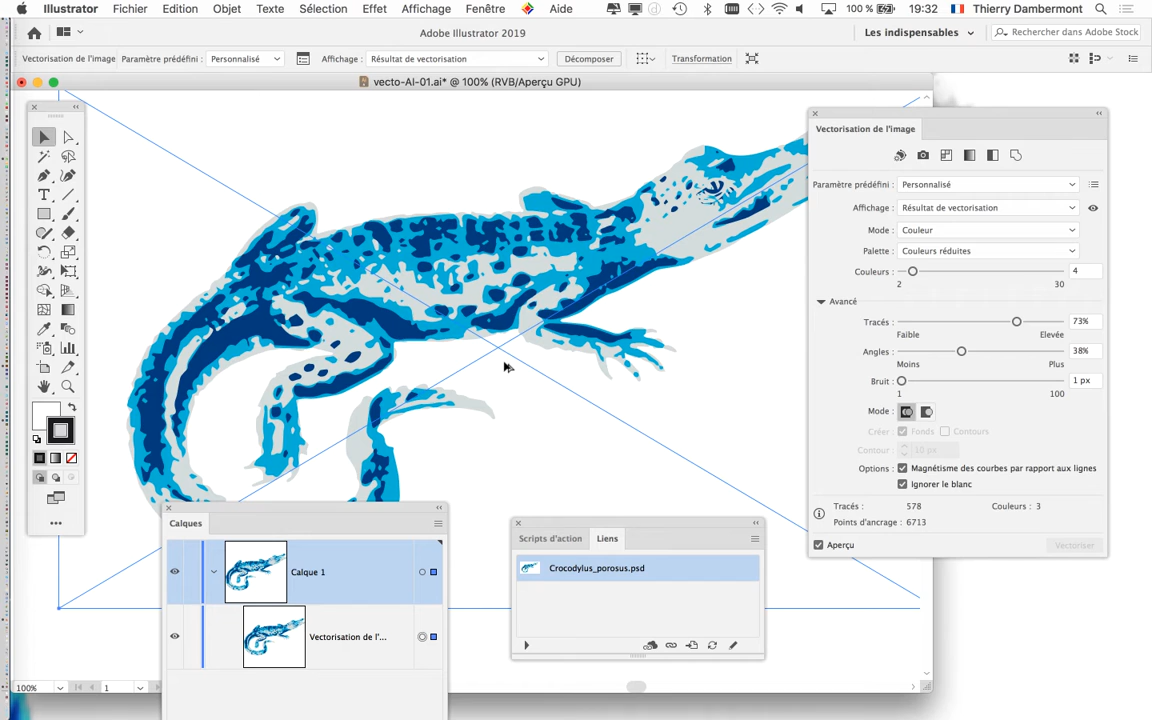 Illustrator Fichier Edition Objet Texte Sélection Effet Affichage Fenêtre Aide 100 % 19:32 Thierry Dambermont
Adobe Illustrator 2019 Les indispensables Rechercher dans Adobe Stock
Vectorisation de l'image Paramètre prédéfini : Personnalisé Affichage : Résultat de vectorisation Décomposer Transformation
vecto-AI-01.ai* @ 100% (RVB/Aperçu GPU)
Vectorisation de l'image
Paramètre prédéfini : Personnalisé
Affichage : Résultat de vectorisation
Mode : Couleur
Palette : Couleurs réduites
Couleurs : 4
2 30
Avancé
Tracés : 73%
Faible Elevée
Angles : 38%
Moins Plus
Bruit : 1 px
1 100
Mode :
Créer : Fonds Contours
Contour : 10 px
Options : Magnétisme des courbes par rapport aux lignes
Ignorer le blanc
Tracés : 578 Couleurs : 3
Points d'ancrage : 6713
Aperçu Vectoriser
Calques
Calque 1
Vectorisation de l'...
Scripts d'action Liens
Crocodylus_porosus.psd
100% 1